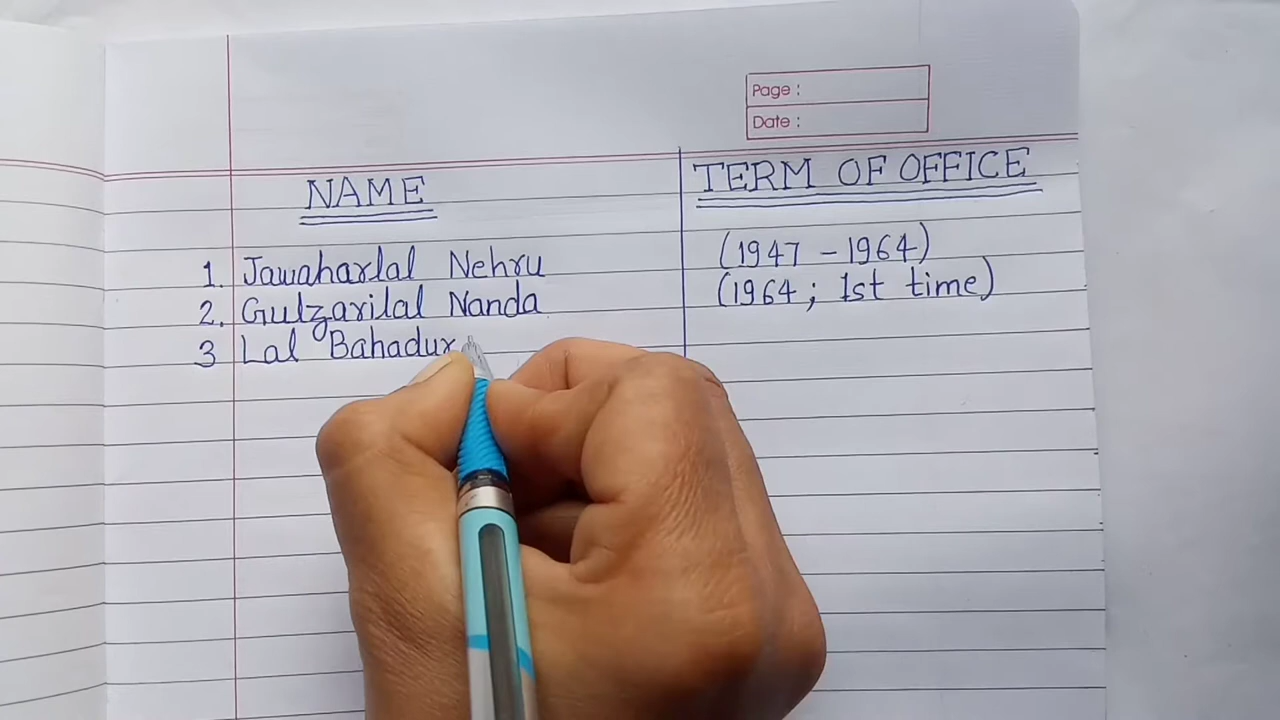 Page :
Date :
NAME TERM OF OFFICE
1. Jawaharlal Nehru (1947 - 1964)
2. Gulzarilal Nanda (1964 ; 1st time)
3 Lal Bahadur